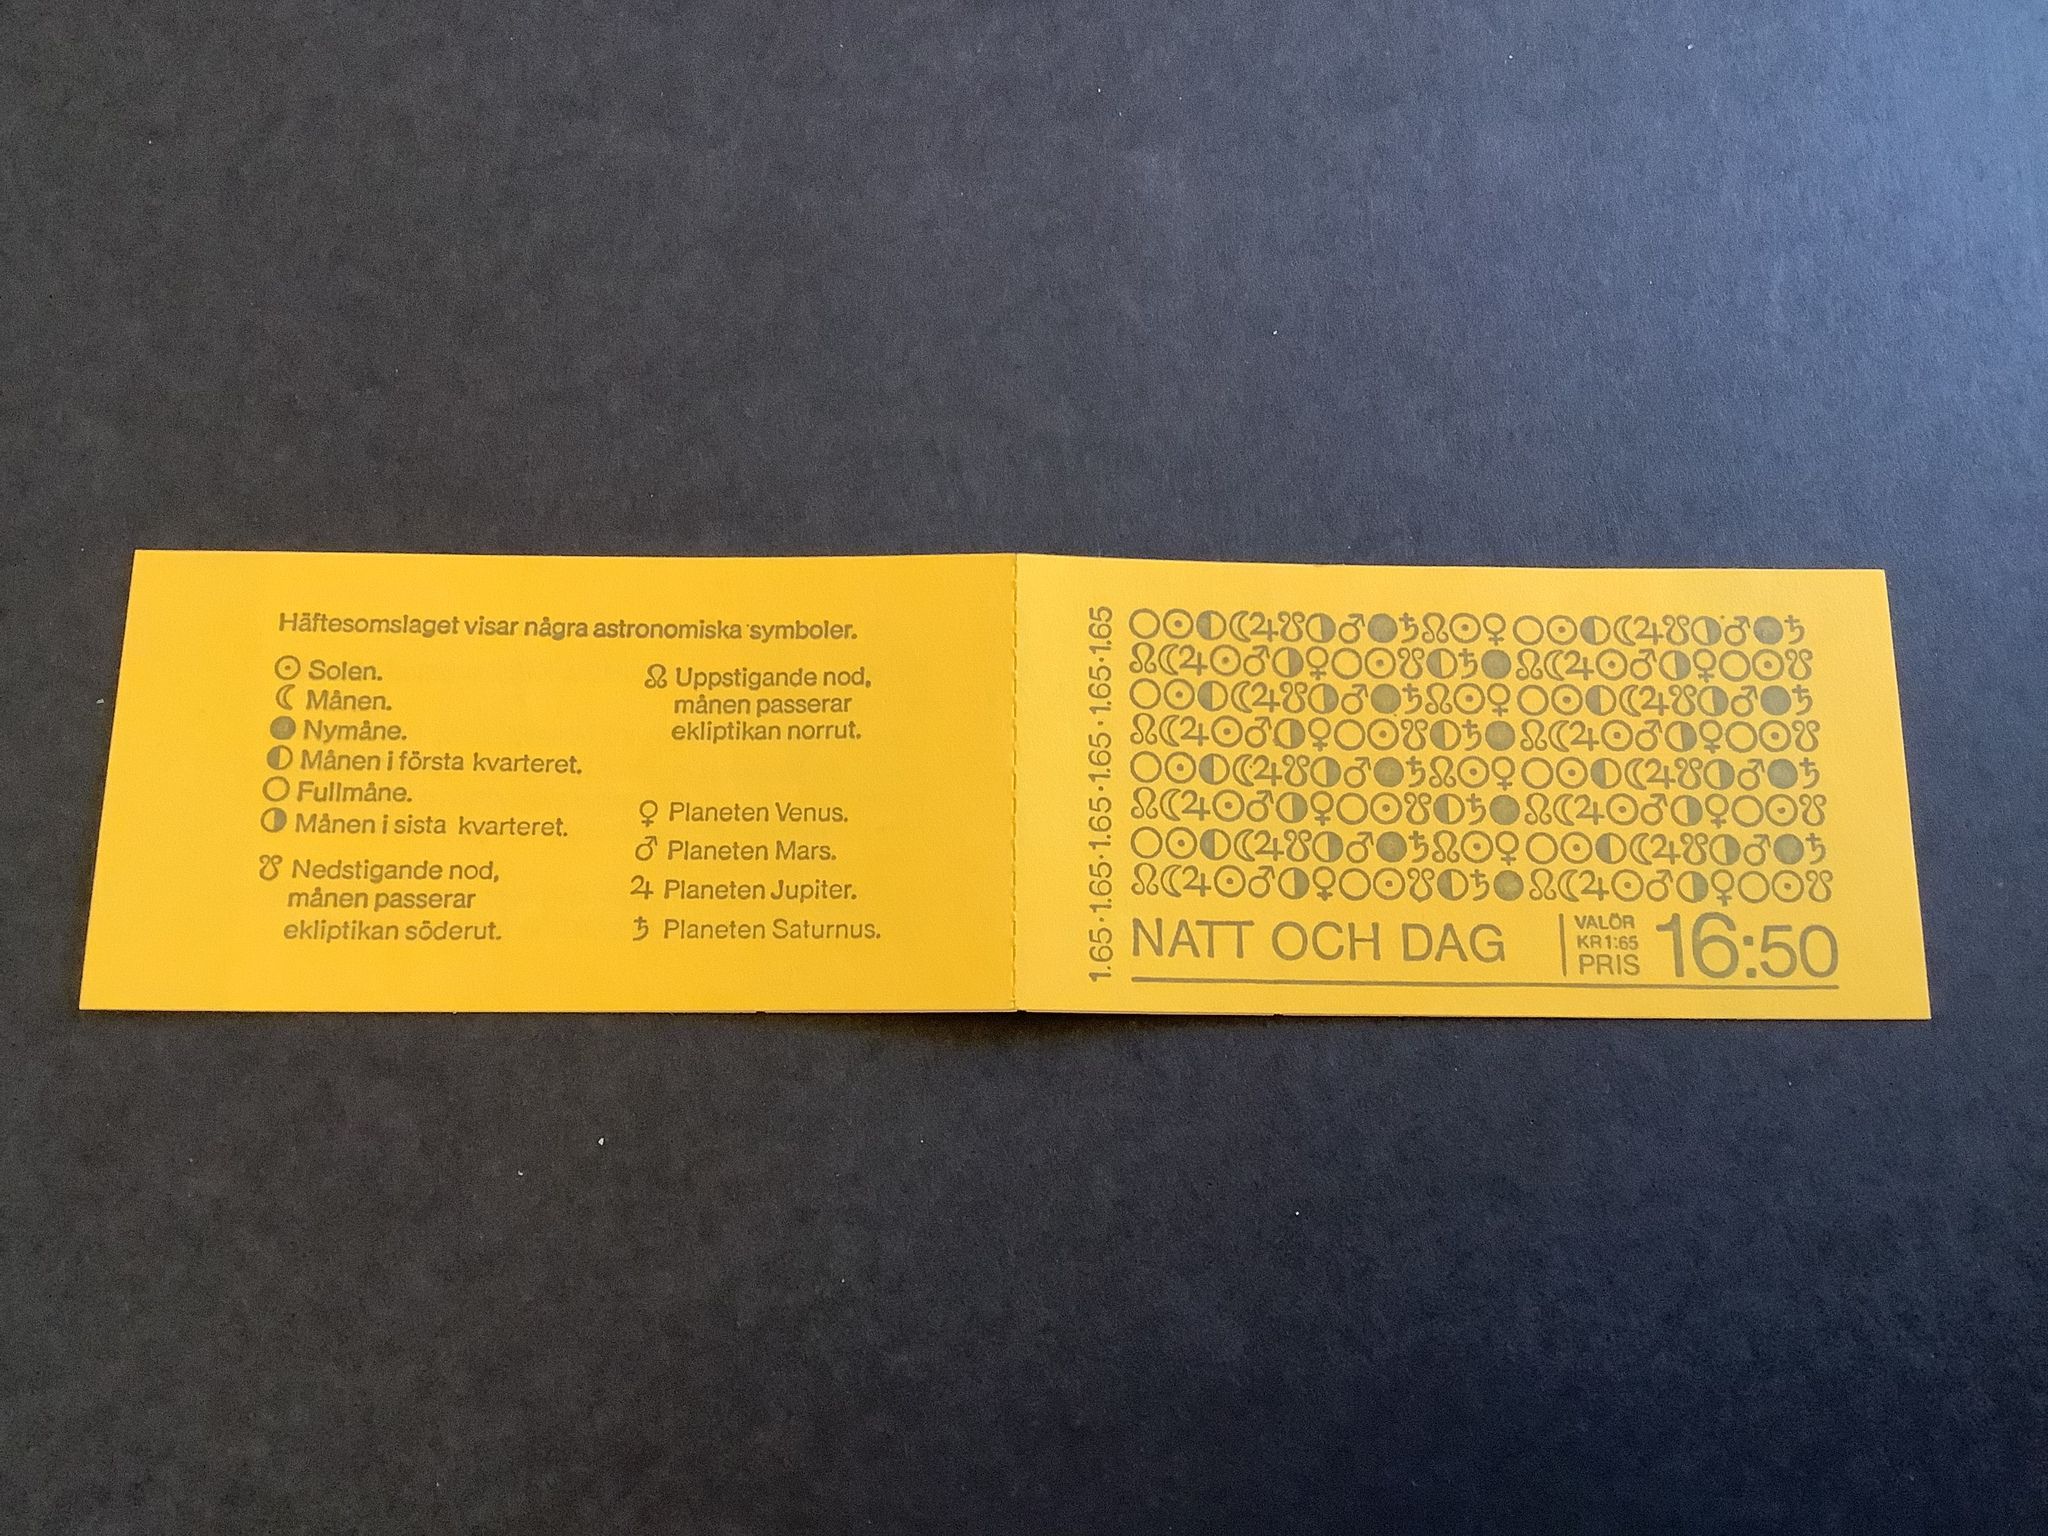 Häftesomslaget visar några astronomiska symboler.
☉ Solen.
☾ Månen.
● Nymåne.
◐ Månen i första kvarteret.
○ Fullmåne.
◑ Månen i sista kvarteret.
☋ Nedstigande nod,
månen passerar
ekliptikan söderut.
☊ Uppstigande nod,
månen passerar
ekliptikan norrut.
♀ Planeten Venus.
♂ Planeten Mars.
♃ Planeten Jupiter.
♄ Planeten Saturnus.
1.65·1.65·1.65·1.65·1.65·1.65
NATT OCH DAG
VALÖR
KR 1:65
PRIS 16:50